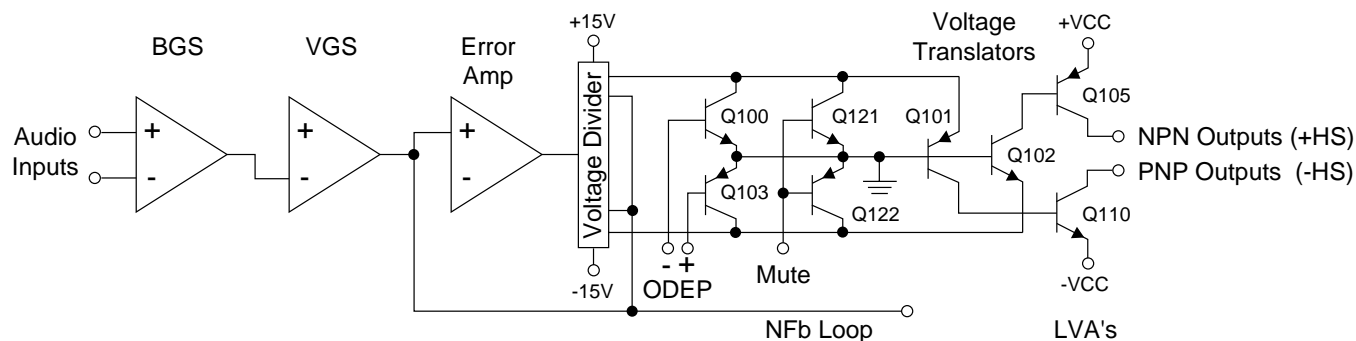 BGS
VGS
Error
Amp
+15V
Voltage Divider
-15V
Voltage
Translators
+VCC
Audio
Inputs
+
-
+
-
+
-
Q100
Q121
Q101
Q105
Q102
Q103
Q122
Q110
NPN Outputs (+HS)
PNP Outputs (-HS)
- +
ODEP
Mute
-VCC
NFb Loop
LVA's